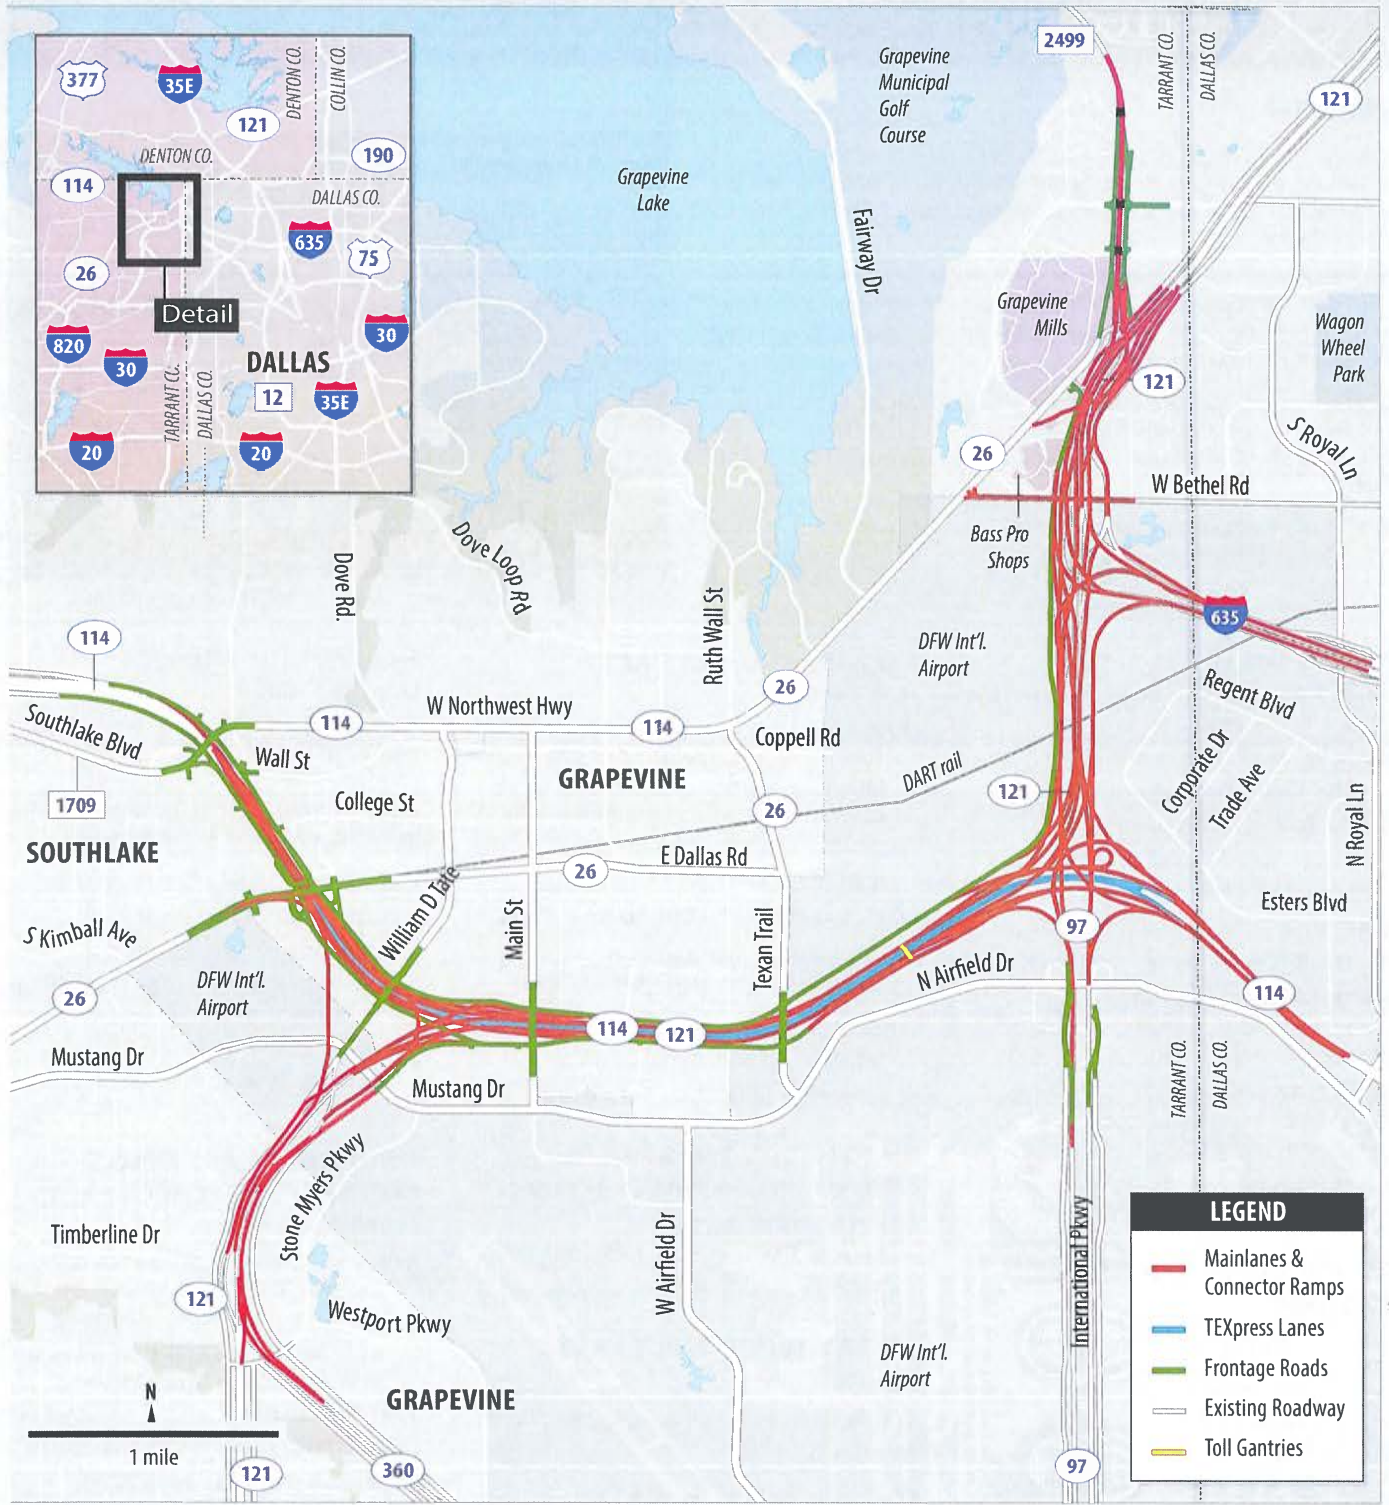 377
35E
121
DENTON CO.
COLLIN CO.
190
DENTON CO.
114
DALLAS CO.
635
75
26
Detail
820
30
30
DALLAS
12
35E
TARRANT CO.
DALLAS CO.
20
20
2499
Grapevine
Municipal
Golf
Course
TARRANT CO.
DALLAS CO.
121
Grapevine
Lake
Fairway Dr
Grapevine
Mills
Wagon
Wheel
Park
121
S Royal Ln
26
W Bethel Rd
Bass Pro
Shops
Dove Rd.
Dove Loop Rd
Ruth Wall St
635
DFW Int'l.
Airport
114
Regent Blvd
26
Southlake Blvd
114
W Northwest Hwy
114
Coppell Rd
Wall St
GRAPEVINE
DART rail
Corporate Dr
Trade Ave
1709
College St
26
121
N Royal Ln
SOUTHLAKE
E Dallas Rd
26
William D Tate
Main St
Texan Trail
Esters Blvd
S Kimball Ave
97
N Airfield Dr
DFW Int'l.
Airport
26
114
114
121
Mustang Dr
Mustang Dr
TARRANT CO.
DALLAS CO.
Stone Myers Pkwy
Timberline Dr
W Airfield Dr
International Pkwy
121
Westport Pkwy
DFW Int'l.
Airport
GRAPEVINE
N
1 mile
121
360
97
LEGEND
Mainlanes &
Connector Ramps
TEXpress Lanes
Frontage Roads
Existing Roadway
Toll Gantries